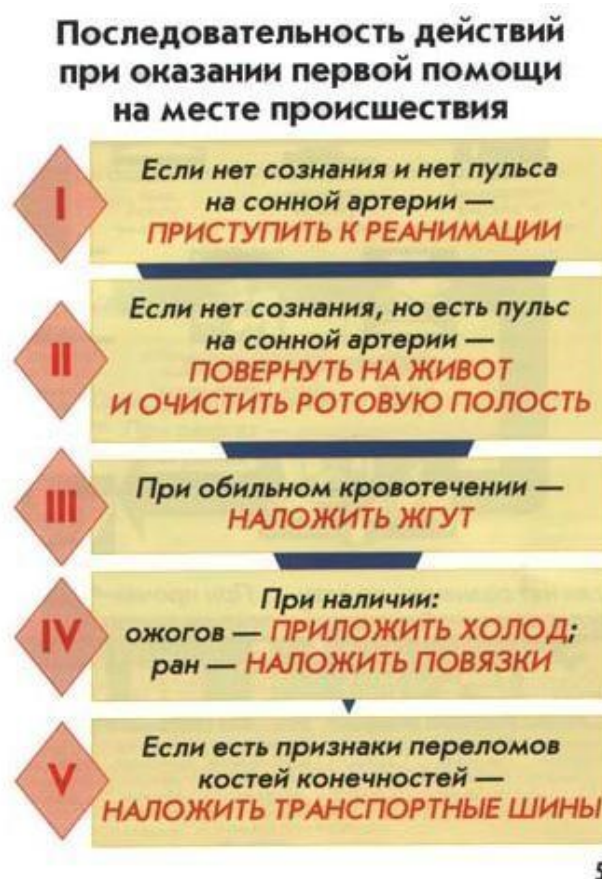 Последовательность действий
при оказании первой помощи
на месте происшествия
I
Если нет сознания и нет пульса
на сонной артерии —
ПРИСТУПИТЬ К РЕАНИМАЦИИ
II
Если нет сознания, но есть пульс
на сонной артерии —
ПОВЕРНУТЬ НА ЖИВОТ
И ОЧИСТИТЬ РОТОВУЮ ПОЛОСТЬ
III
При обильном кровотечении —
НАЛОЖИТЬ ЖГУТ
IV
При наличии:
ожогов — ПРИЛОЖИТЬ ХОЛОД;
ран — НАЛОЖИТЬ ПОВЯЗКИ
V
Если есть признаки переломов
костей конечностей —
НАЛОЖИТЬ ТРАНСПОРТНЫЕ ШИНЫ
5